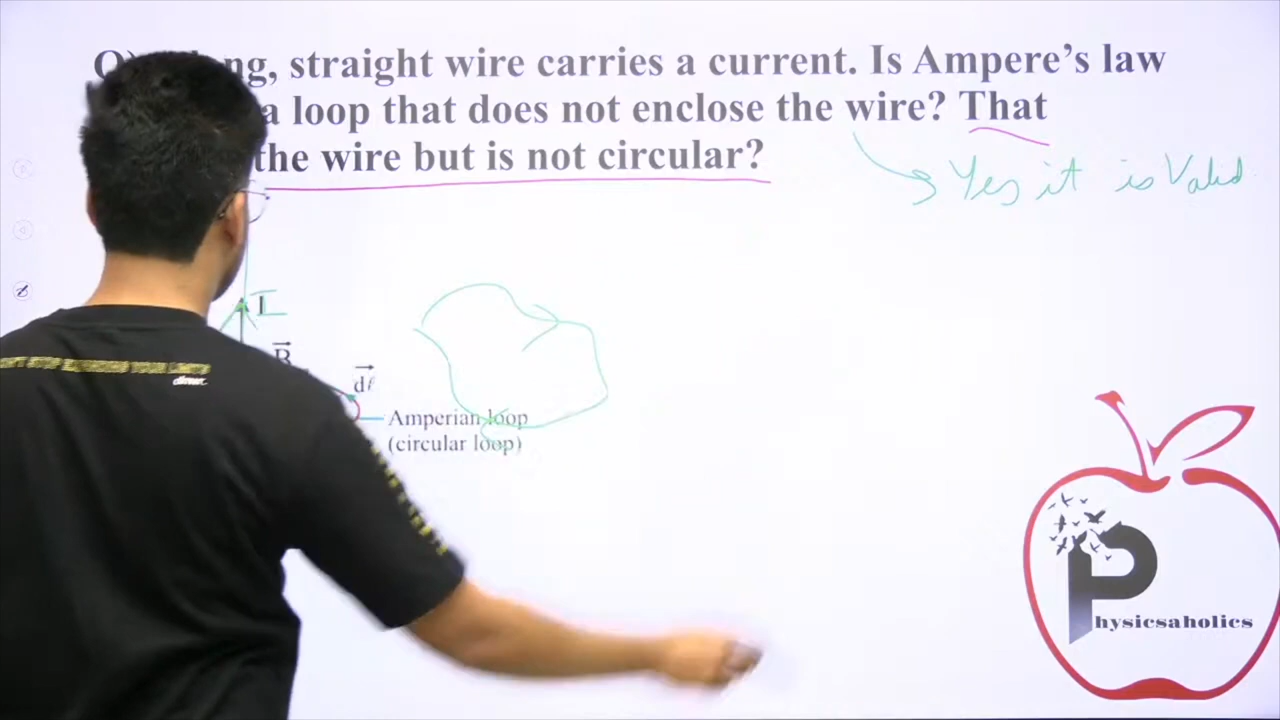 Q) ng, straight wire carries a current. Is Ampere's law
a loop that does not enclose the wire? That
the wire but is not circular?
Yes it is Valid
I
B
dℓ
Amperian loop
(circular loop)
Physicsaholics